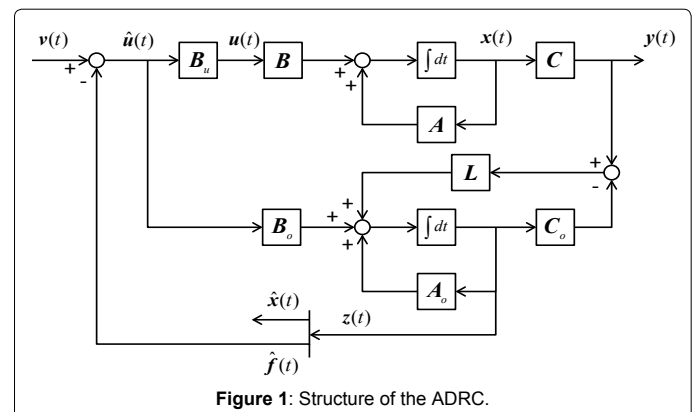 v(t) û(t) u(t) x(t) y(t)
+ - B_u B + + ∫dt C
A
L + -
+ + + B_o ∫dt C_o
A_o
x̂(t) z(t)
f̂(t)
Figure 1: Structure of the ADRC.